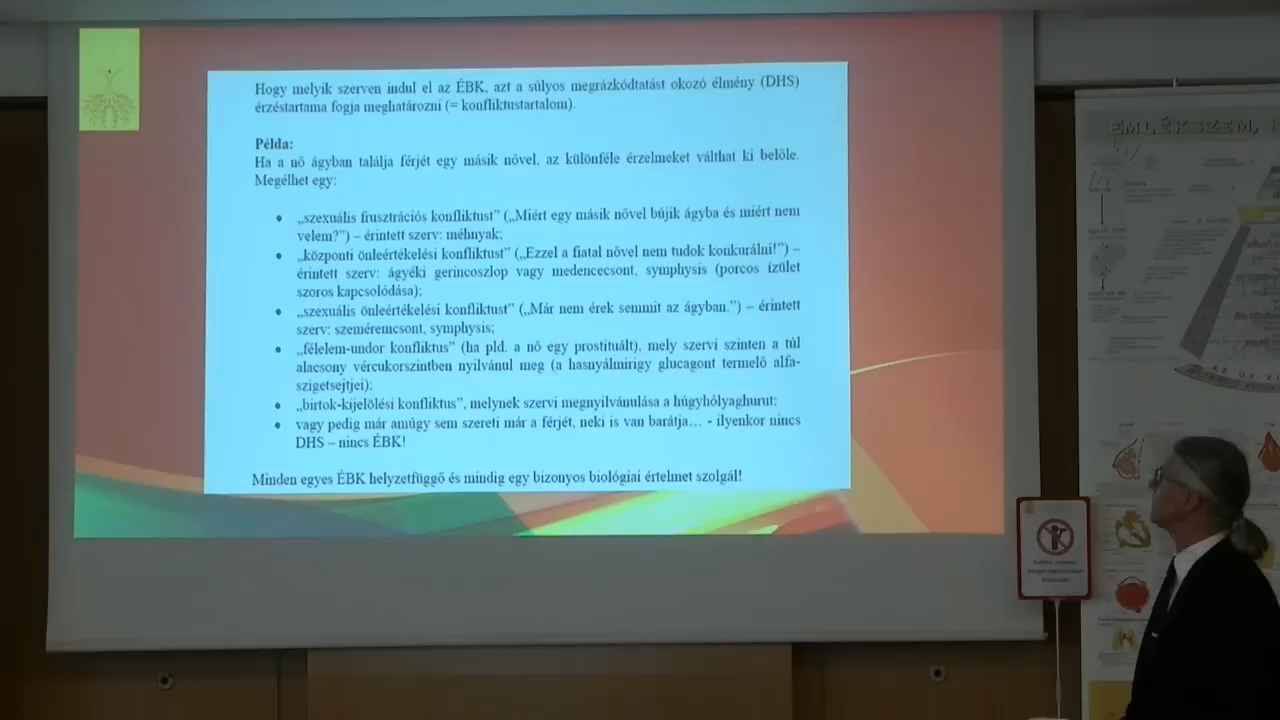 Hogy melyik szerven indul el az ÉBK, azt a súlyos megrázkódtatást okozó élmény (DHS)
érzéstartama fogja meghatározni (= konfliktustartalom).
Példa:
Ha a nő ágyban találja férjét egy másik nővel, az különféle érzelmeket válthat ki belőle.
Megélhet egy:
• „szexuális frusztrációs konfliktust” („Miért egy másik nővel bújik ágyba és miért nem
velem?”) – érintett szerv: méhnyak;
• „központi önleértékelési konfliktust” („Ezzel a fiatal nővel nem tudok konkurálni!”) –
érintett szerv: ágyéki gerincoszlop vagy medencecsont, symphysis (porcos ízület
szoros kapcsolódása);
• „szexuális önleértékelési konfliktust” („Már nem érek semmit az ágyban.”) – érintett
szerv: szeméremcsont, symphysis;
• „félelem-undor konfliktus” (ha pld. a nő egy prostituált), mely szervi szinten a túl
alacsony vércukorszintben nyilvánul meg (a hasnyálmirigy glucagont termelő alfa-
szigetsejtjei);
• „birtok-kijelölési konfliktus”, melynek szervi megnyilvánulása a húgyhólyaghurut;
• vagy pedig már amúgy sem szereti már a férjét, neki is van barátja… - ilyenkor nincs
DHS – nincs ÉBK!
Minden egyes ÉBK helyzetfüggő és mindig egy bizonyos biológiai értelmet szolgál!
EMLÉKSZEM,
AZ ÚJ